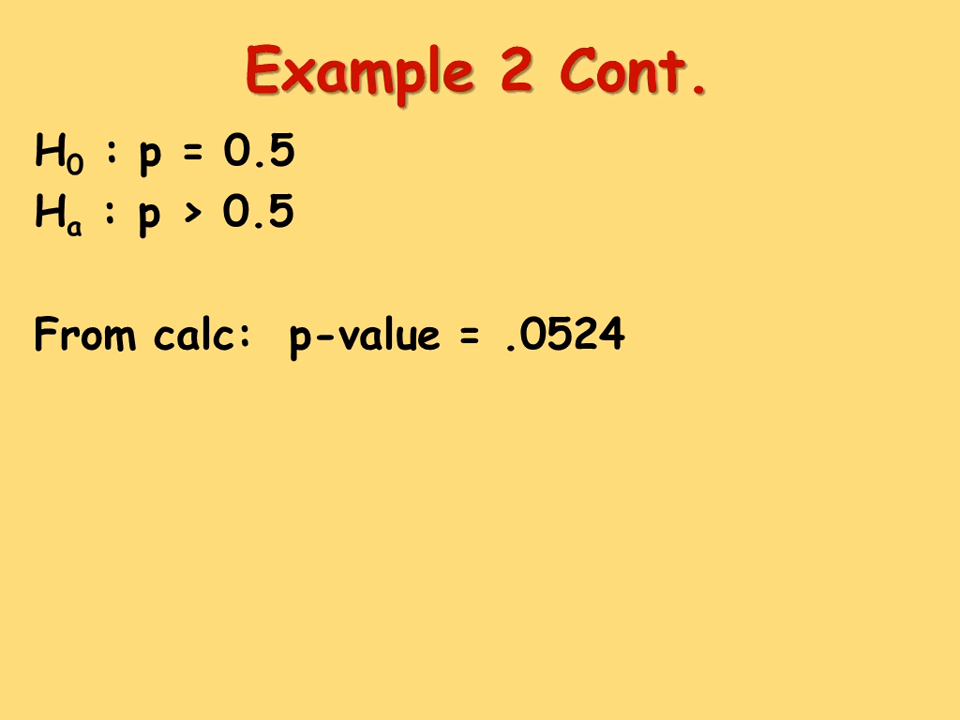 Example 2 Cont.
H₀ : p = 0.5
Hₐ : p > 0.5
From calc: p-value = .0524